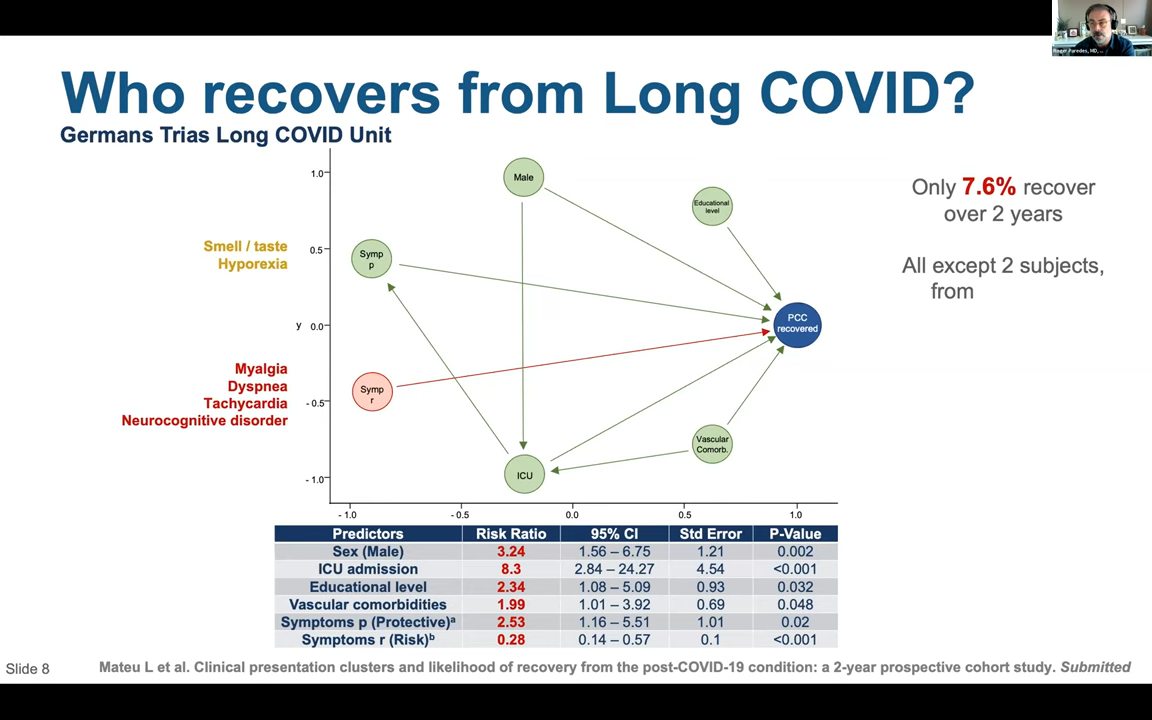 Roger Paredes, MD, ...
Who recovers from Long COVID?
Germans Trias Long COVID Unit
Only 7.6% recover
over 2 years
All except 2 subjects,
from
Smell / taste
Hyporexia
Myalgia
Dyspnea
Tachycardia
Neurocognitive disorder
1.0
0.5
y 0.0
- 0.5
- 1.0
Male
Educational
level
Symp
p
PCC
recovered
Symp
r
Vascular
Comorb.
ICU
- 1.0 - 0.5 0.0 0.5 1.0
Predictors Risk Ratio 95% CI Std Error P-Value
Sex (Male) 3.24 1.56 – 6.75 1.21 0.002
ICU admission 8.3 2.84 – 24.27 4.54 <0.001
Educational level 2.34 1.08 – 5.09 0.93 0.032
Vascular comorbidities 1.99 1.01 – 3.92 0.69 0.048
Symptoms p (Protective)ᵃ 2.53 1.16 – 5.51 1.01 0.02
Symptoms r (Risk)ᵇ 0.28 0.14 – 0.57 0.1 <0.001
Slide 8
Mateu L et al. Clinical presentation clusters and likelihood of recovery from the post-COVID-19 condition: a 2-year prospective cohort study. Submitted